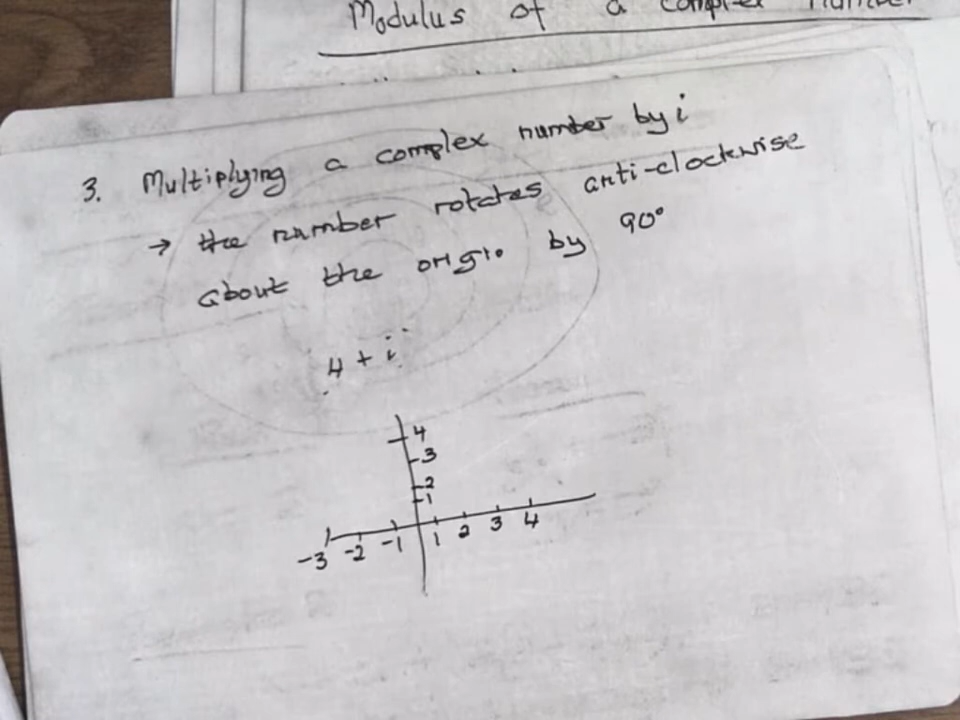 Modulus of a complex number
3. Multiplying a complex number by i
→ the number rotates anti-clockwise
about the origin by 90°
4 + i
4
3
2
1
-3 -2 -1 1 2 3 4